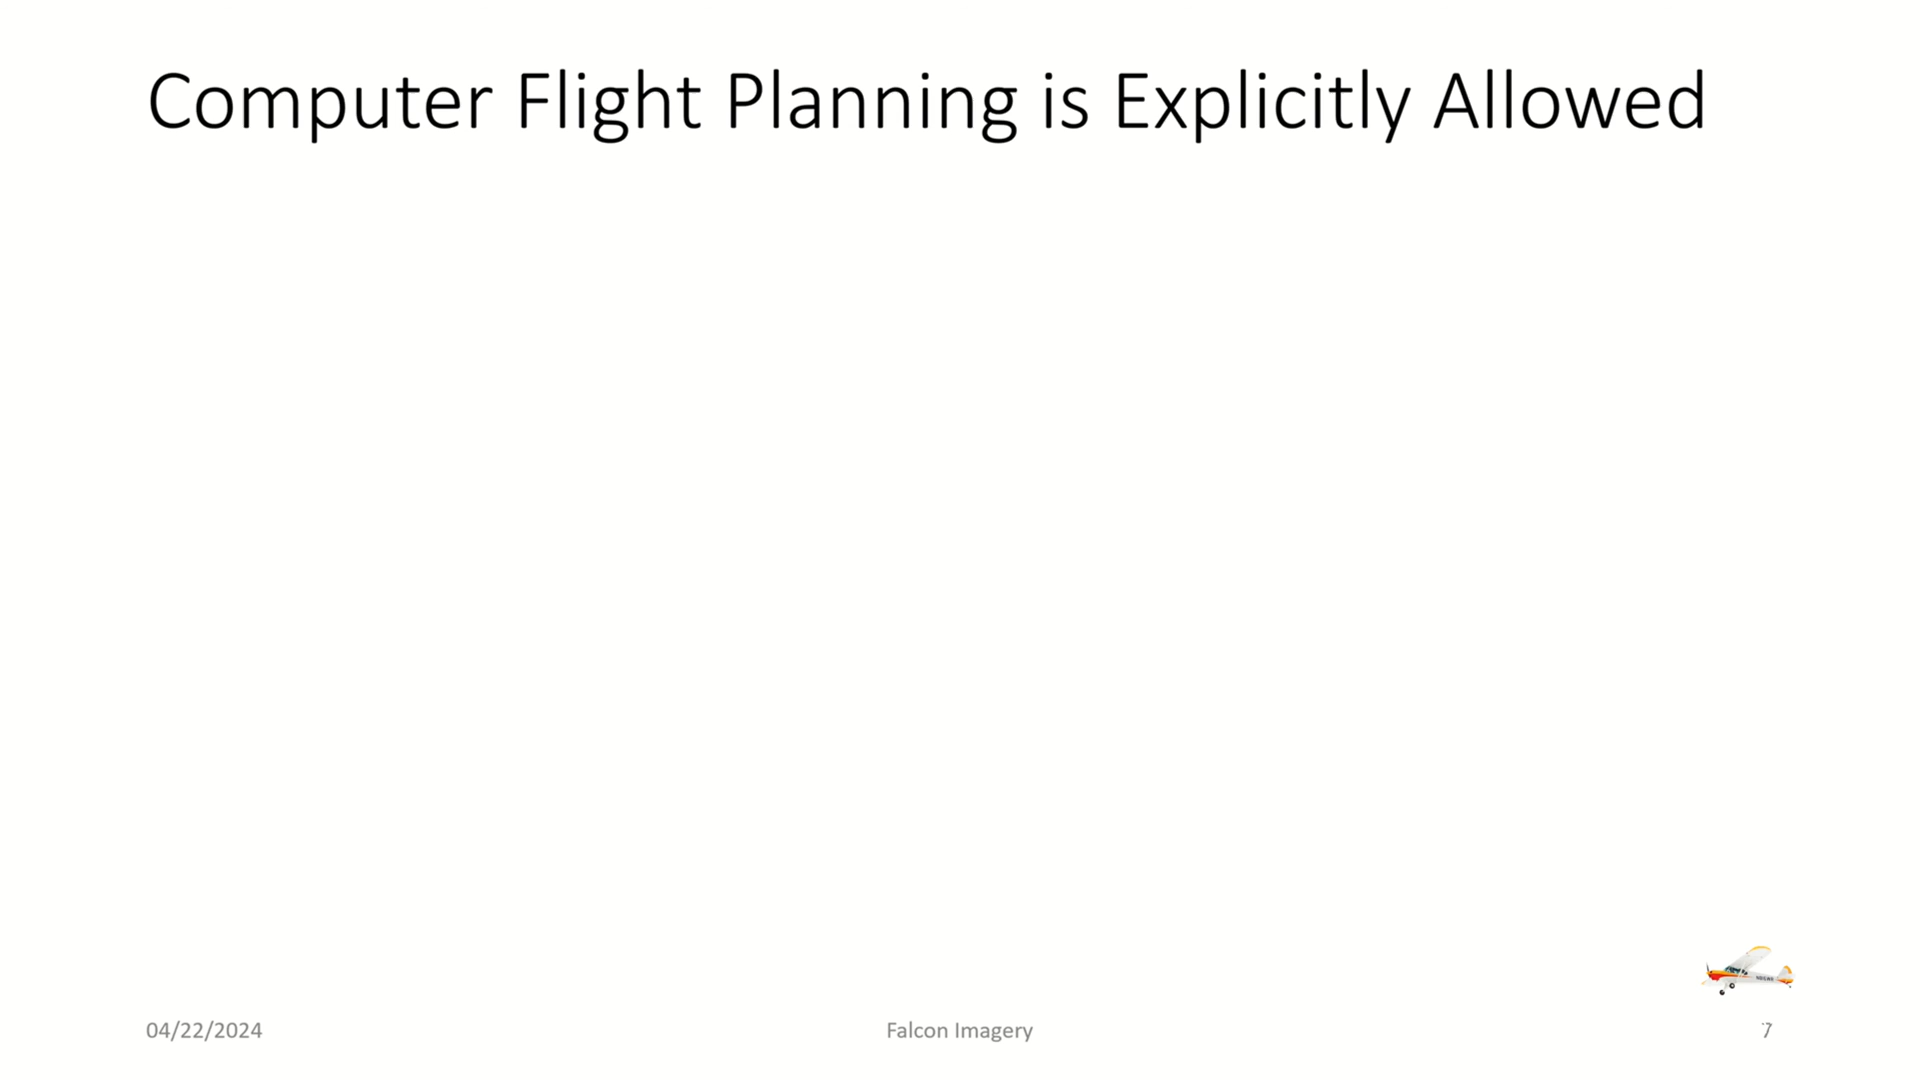 Computer Flight Planning is Explicitly Allowed
04/22/2024
Falcon Imagery
7